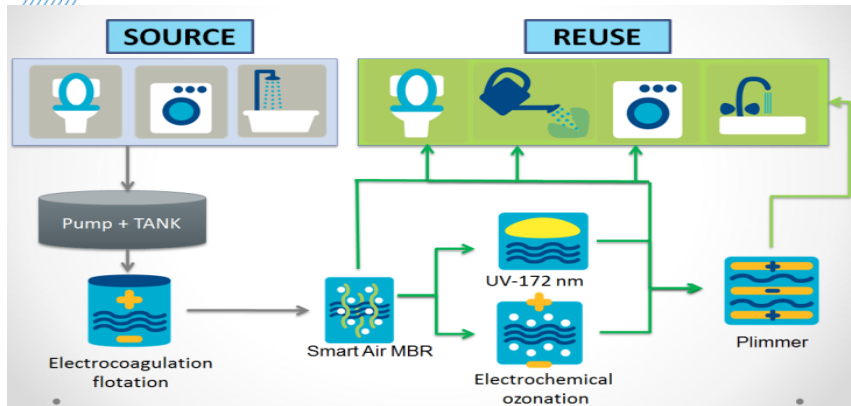 SOURCE
REUSE
Pump + TANK
UV-172 nm
Smart Air MBR
Plimmer
Electrocoagulation
flotation
Electrochemical
ozonation